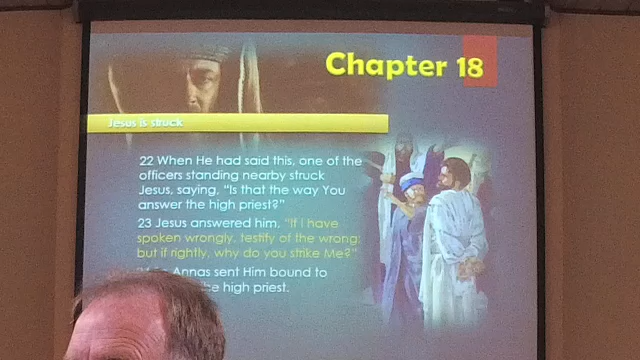 Chapter 18
Jesus is struck
22 When He had said this, one of the
officers standing nearby struck
Jesus, saying, "Is that the way You
answer the high priest?"
23 Jesus answered him, "If I have
spoken wrongly, testify of the wrong;
but if rightly, why do you strike Me?"
Annas sent Him bound to
high priest.